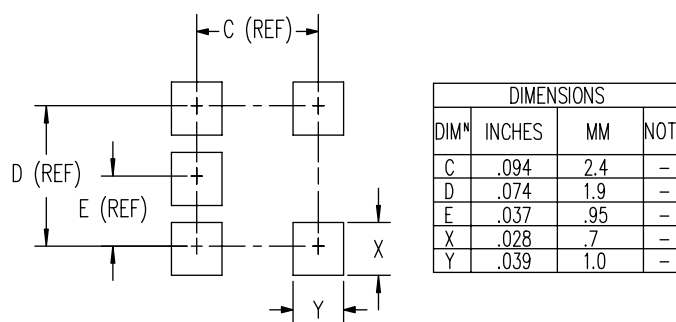 C (REF)
D (REF)
E (REF)
X
Y
DIMENSIONS
DIMᴺ INCHES MM NOT
C .094 2.4 –
D .074 1.9 –
E .037 .95 –
X .028 .7 –
Y .039 1.0 –